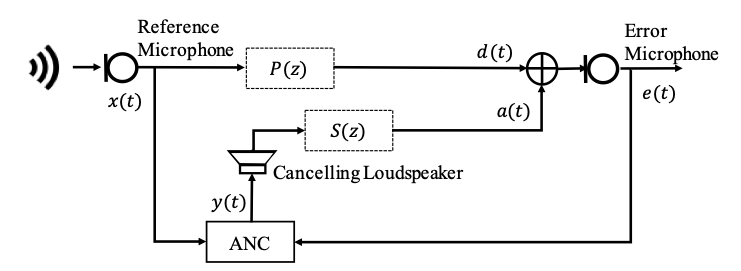 Reference
Microphone
Error
Microphone
P(z)
d(t)
x(t)
e(t)
a(t)
S(z)
Cancelling Loudspeaker
y(t)
ANC